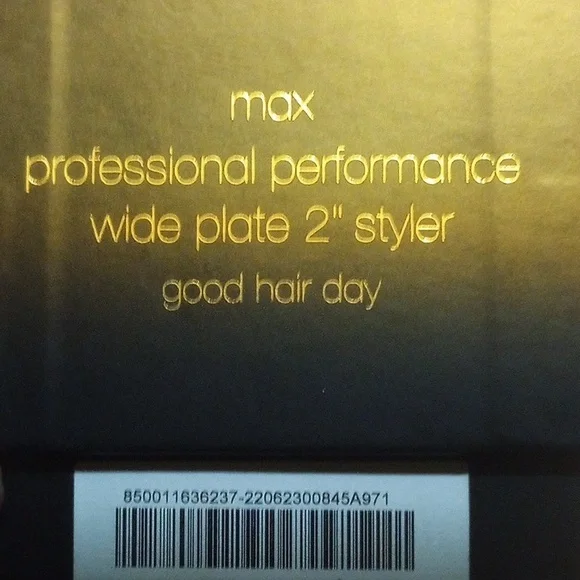 max
professional performance
wide plate 2" styler
good hair day
850011636237-22062300845A971